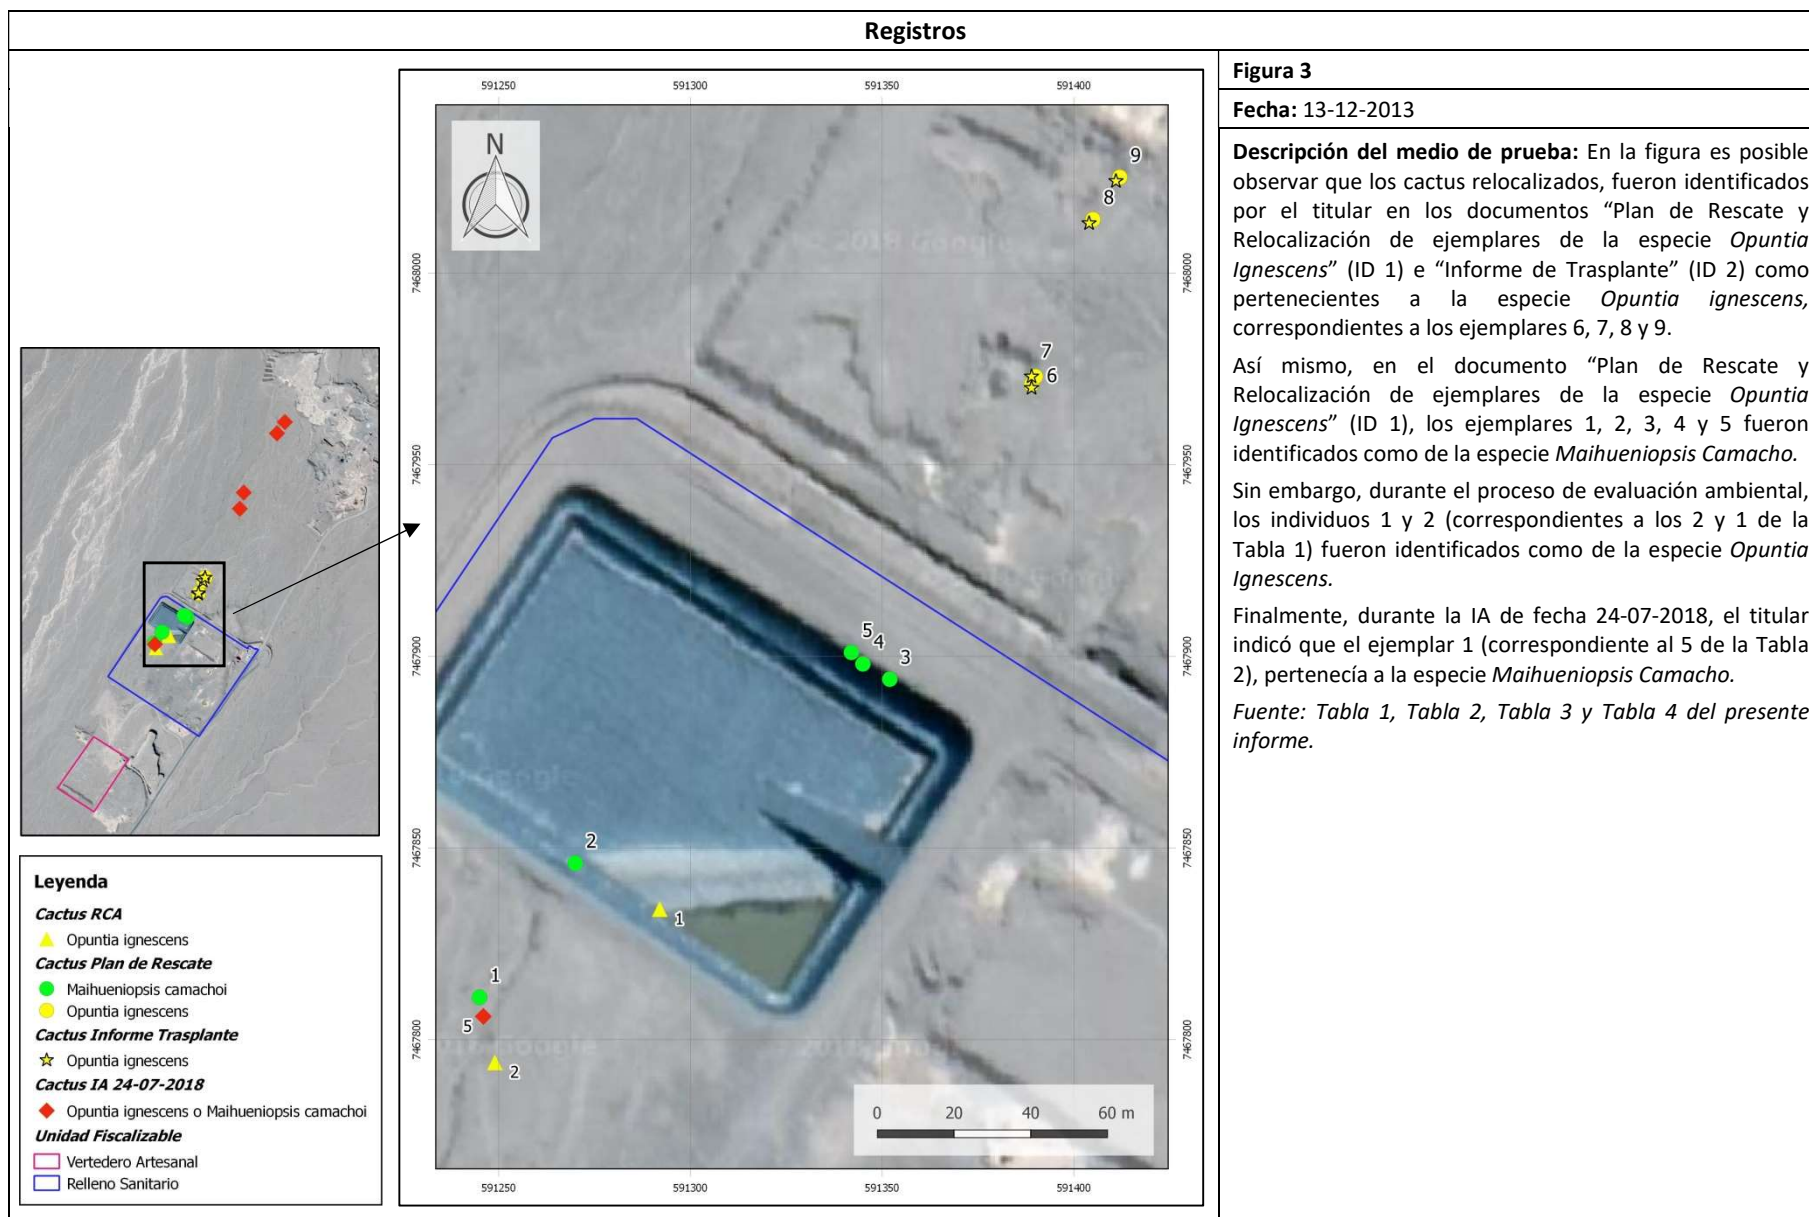 Registros
591250 591300 591350 591400
N
9
8
© 2018 Google
7468000 7468000
7
6
7467950 7467950
5
4
3
7467900 7467900
2
7467850 7467850
1
1
5
7467800 7467800
2
0 20 40 60 m
591250 591300 591350 591400
Leyenda
Cactus RCA
Opuntia ignescens
Cactus Plan de Rescate
Maihueniopsis camachoi
Opuntia ignescens
Cactus Informe Trasplante
Opuntia ignescens
Cactus IA 24-07-2018
Opuntia ignescens o Maihueniopsis camachoi
Unidad Fiscalizable
Vertedero Artesanal
Relleno Sanitario
Figura 3
Fecha: 13-12-2013
Descripción del medio de prueba: En la figura es posible
observar que los cactus relocalizados, fueron identificados
por el titular en los documentos “Plan de Rescate y
Relocalización de ejemplares de la especie Opuntia
Ignescens” (ID 1) e “Informe de Trasplante” (ID 2) como
pertenecientes a la especie Opuntia ignescens,
correspondientes a los ejemplares 6, 7, 8 y 9.
Así mismo, en el documento “Plan de Rescate y
Relocalización de ejemplares de la especie Opuntia
Ignescens” (ID 1), los ejemplares 1, 2, 3, 4 y 5 fueron
identificados como de la especie Maihueniopsis Camacho.
Sin embargo, durante el proceso de evaluación ambiental,
los individuos 1 y 2 (correspondientes a los 2 y 1 de la
Tabla 1) fueron identificados como de la especie Opuntia
Ignescens.
Finalmente, durante la IA de fecha 24-07-2018, el titular
indicó que el ejemplar 1 (correspondiente al 5 de la Tabla
2), pertenecía a la especie Maihueniopsis Camacho.
Fuente: Tabla 1, Tabla 2, Tabla 3 y Tabla 4 del presente
informe.